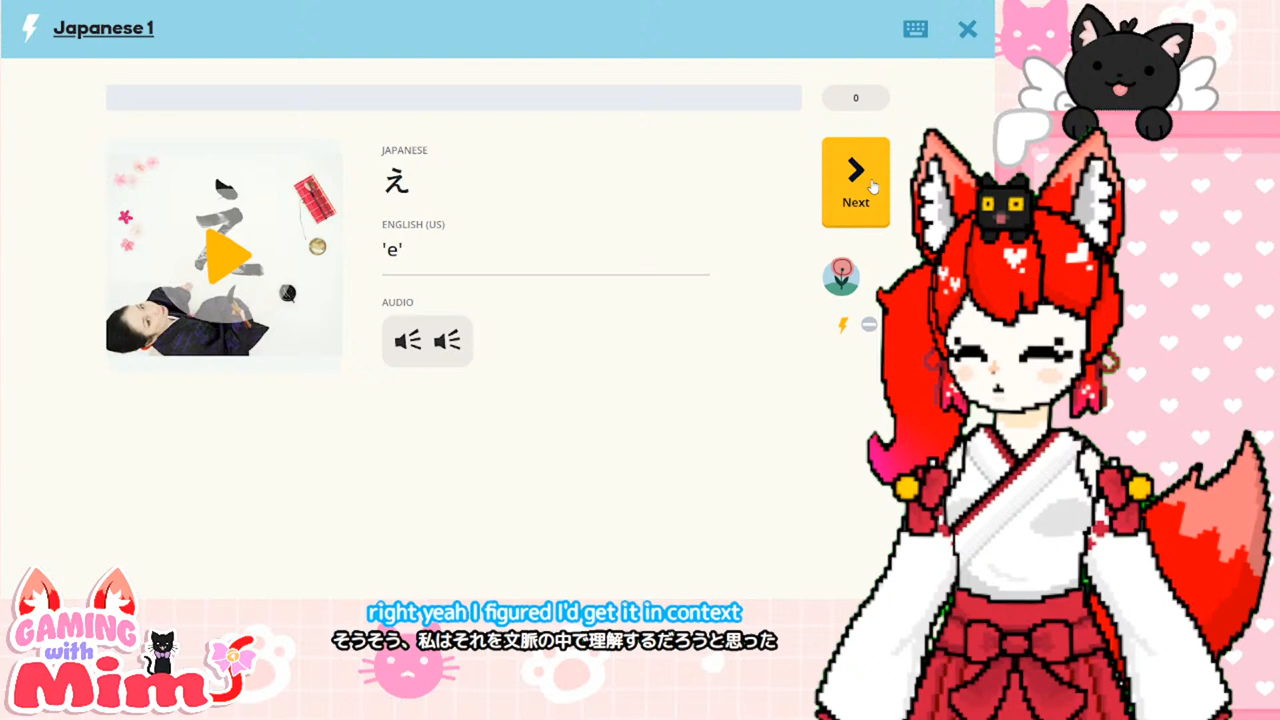 Japanese 1
0
JAPANESE
え
Next
ENGLISH (US)
'e'
AUDIO
right yeah I figured I'd get it in context
そうそう、私はそれを文脈の中で理解するだろうと思った
GAMING
with
Mim